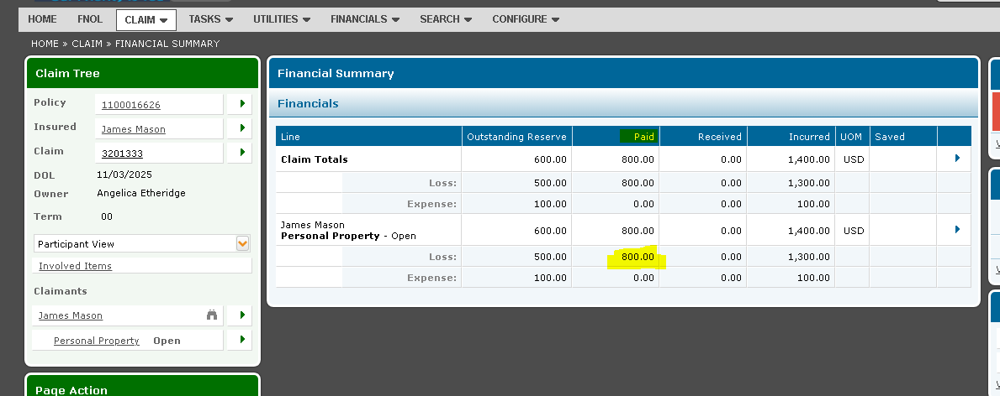 HOME FNOL CLAIM TASKS UTILITIES FINANCIALS SEARCH CONFIGURE
HOME » CLAIM » FINANCIAL SUMMARY
Claim Tree
Policy 1100016626
Insured James Mason
Claim 3201333
DOL 11/03/2025
Owner Angelica Etheridge
Term 00
Participant View
Involved Items
Claimants
James Mason
Personal Property Open
Page Action
Financial Summary
Financials
Line Outstanding Reserve Paid Received Incurred UOM Saved
Claim Totals 600.00 800.00 0.00 1,400.00 USD
Loss: 500.00 800.00 0.00 1,300.00
Expense: 100.00 0.00 0.00 100.00
James Mason
Personal Property - Open 600.00 800.00 0.00 1,400.00 USD
Loss: 500.00 800.00 0.00 1,300.00
Expense: 100.00 0.00 0.00 100.00